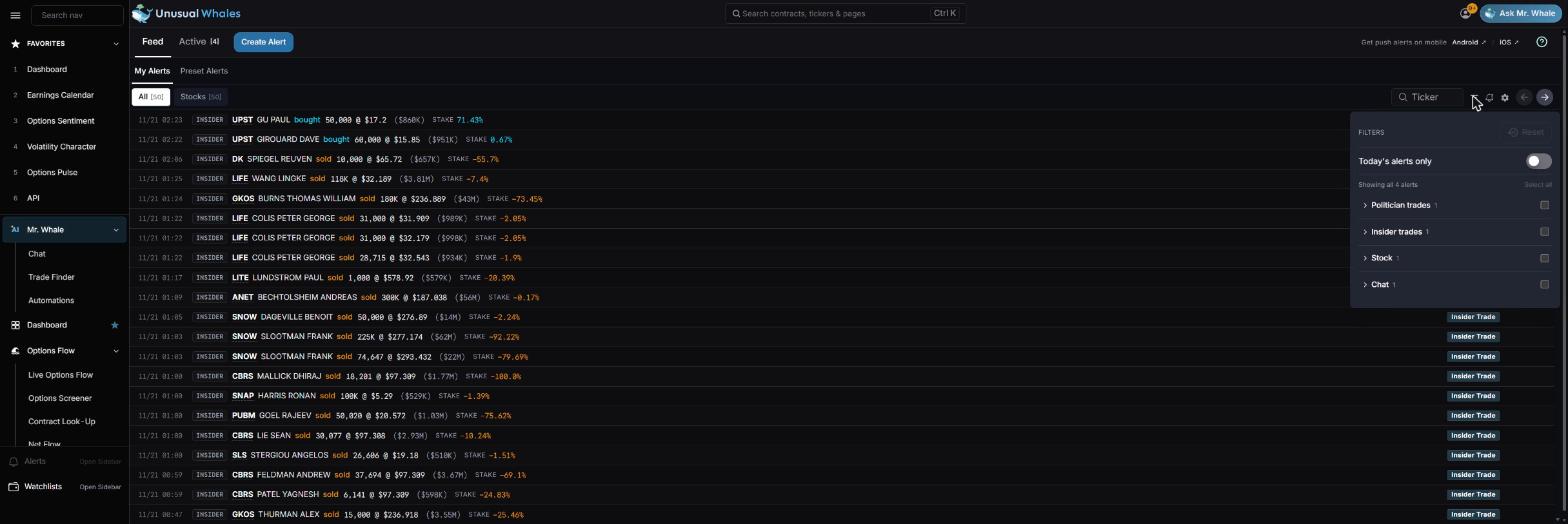 Search nav
Unusual Whales
Search contracts, tickers & pages
Ctrl K
9+
Ask Mr. Whale
FAVORITES
1 Dashboard
2 Earnings Calendar
3 Options Sentiment
4 Volatility Character
5 Options Pulse
6 API
AI Mr. Whale
Chat
Trade Finder
Automations
Dashboard
Options Flow
Live Options Flow
Options Screener
Contract Look-Up
Net Flow
Alerts Open Sidebar
Watchlists Open Sidebar
Feed Active [4] Create Alert
Get push alerts on mobile Android ↗ / iOS ↗
My Alerts Preset Alerts
All [50] Stocks [50]
Ticker
11/21 02:23 INSIDER UPST GU PAUL bought 50,000 @ $17.2 ($860K) STAKE 71.43%
11/21 02:22 INSIDER UPST GIROUARD DAVE bought 60,000 @ $15.85 ($951K) STAKE 0.67%
11/21 02:06 INSIDER DK SPIEGEL REUVEN sold 10,000 @ $65.72 ($657K) STAKE -55.7%
11/21 01:25 INSIDER LIFE WANG LINGKE sold 118K @ $32.189 ($3.81M) STAKE -7.4%
11/21 01:24 INSIDER GKOS BURNS THOMAS WILLIAM sold 180K @ $236.889 ($43M) STAKE -73.45%
11/21 01:22 INSIDER LIFE COLIS PETER GEORGE sold 31,000 @ $31.909 ($989K) STAKE -2.05%
11/21 01:22 INSIDER LIFE COLIS PETER GEORGE sold 31,000 @ $32.179 ($998K) STAKE -2.05%
11/21 01:22 INSIDER LIFE COLIS PETER GEORGE sold 28,715 @ $32.543 ($934K) STAKE -1.9%
11/21 01:17 INSIDER LITE LUNDSTROM PAUL sold 1,000 @ $578.92 ($579K) STAKE -20.39%
11/21 01:09 INSIDER ANET BECHTOLSHEIM ANDREAS sold 300K @ $187.038 ($56M) STAKE -0.17%
11/21 01:05 INSIDER SNOW DAGEVILLE BENOIT sold 50,000 @ $276.89 ($14M) STAKE -2.24% Insider Trade
11/21 01:03 INSIDER SNOW SLOOTMAN FRANK sold 225K @ $277.174 ($62M) STAKE -92.22% Insider Trade
11/21 01:03 INSIDER SNOW SLOOTMAN FRANK sold 74,647 @ $293.432 ($22M) STAKE -79.69% Insider Trade
11/21 01:00 INSIDER CBRS MALLICK DHIRAJ sold 18,201 @ $97.309 ($1.77M) STAKE -100.0% Insider Trade
11/21 01:00 INSIDER SNAP HARRIS RONAN sold 100K @ $5.29 ($529K) STAKE -1.39% Insider Trade
11/21 01:00 INSIDER PUBM GOEL RAJEEV sold 50,020 @ $20.572 ($1.03M) STAKE -75.62% Insider Trade
11/21 01:00 INSIDER CBRS LIE SEAN sold 30,077 @ $97.308 ($2.93M) STAKE -10.24% Insider Trade
11/21 01:00 INSIDER SLS STERGIOU ANGELOS sold 26,606 @ $19.18 ($510K) STAKE -1.51% Insider Trade
11/21 00:59 INSIDER CBRS FELDMAN ANDREW sold 37,694 @ $97.309 ($3.67M) STAKE -69.1% Insider Trade
11/21 00:59 INSIDER CBRS PATEL YAGNESH sold 6,141 @ $97.309 ($598K) STAKE -24.83% Insider Trade
11/21 00:47 INSIDER GKOS THURMAN ALEX sold 15,000 @ $236.918 ($3.55M) STAKE -25.46% Insider Trade
FILTERS Reset
Today's alerts only
Showing all 4 alerts Select all
Politician trades 1
Insider trades 1
Stock 1
Chat 1